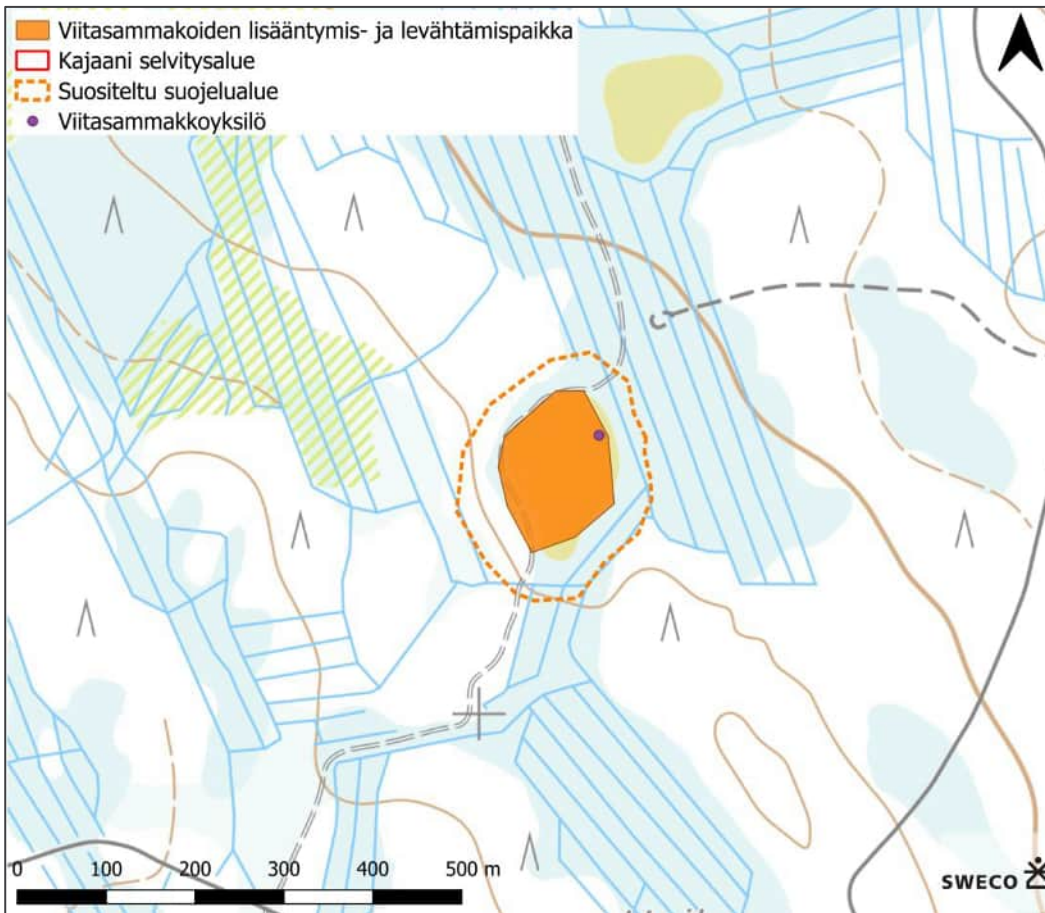 Viitasammakoiden lisääntymis- ja levähtämispaikka
Kajaani selvitysalue
Suositeltu suojelualue
Viitasammakkoyksilö
0 100 200 300 400 500 m
SWECO